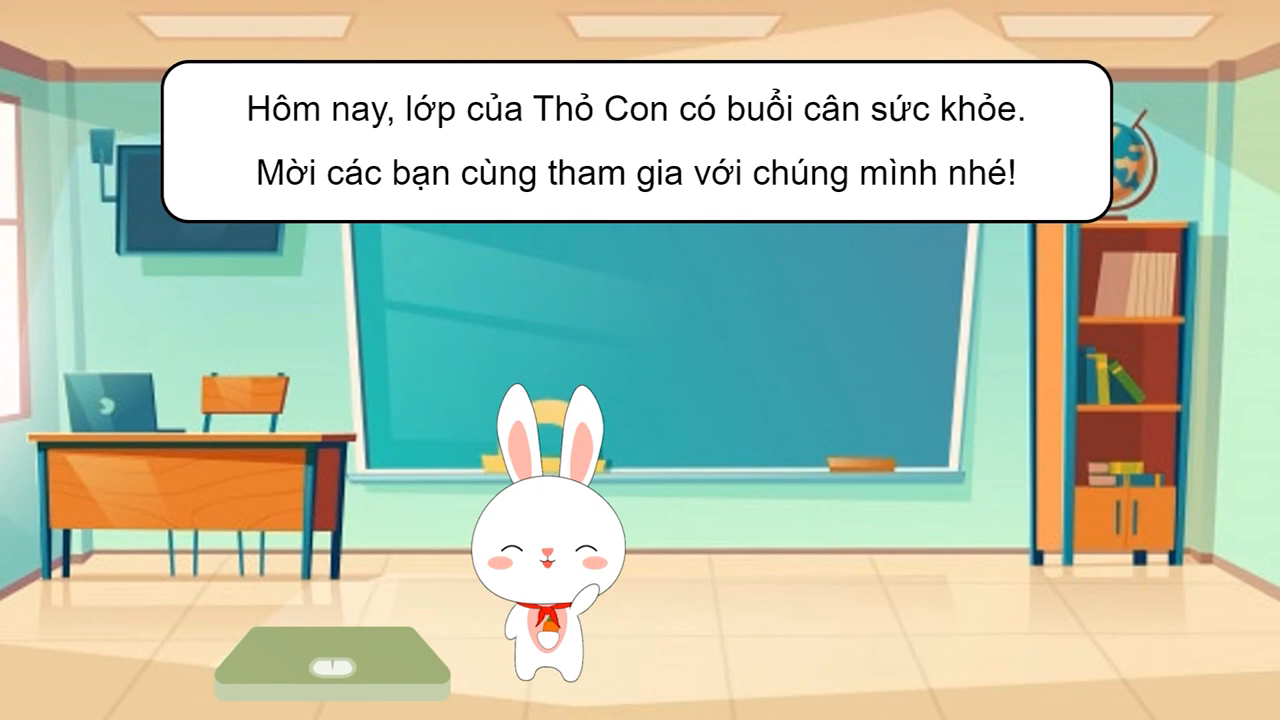 Hôm nay, lớp của Thỏ Con có buổi cân sức khỏe.
Mời các bạn cùng tham gia với chúng mình nhé!